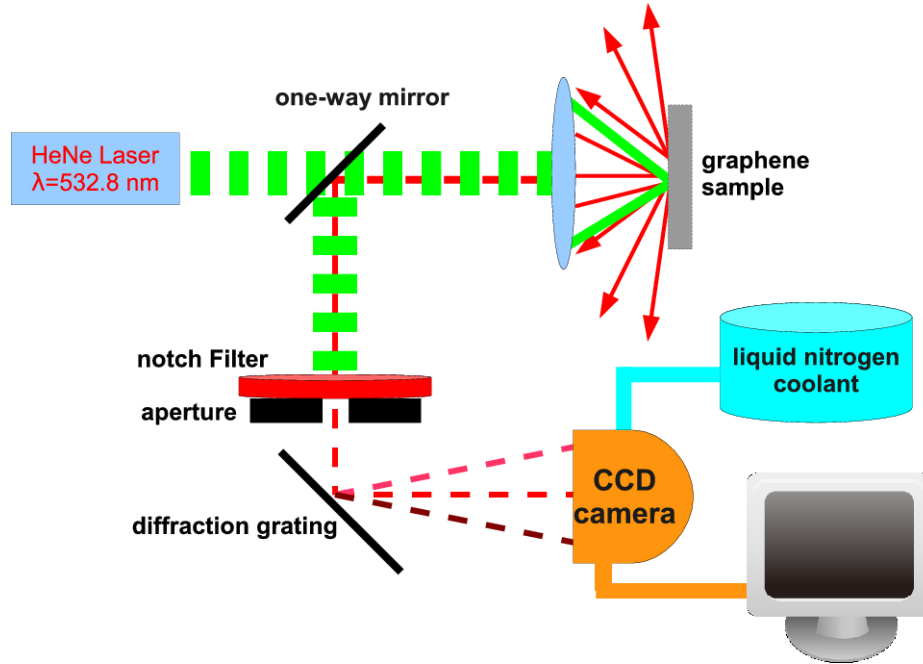 one-way mirror
HeNe Laser
λ=532.8 nm
graphene
sample
notch Filter
aperture
liquid nitrogen
coolant
CCD
camera
diffraction grating